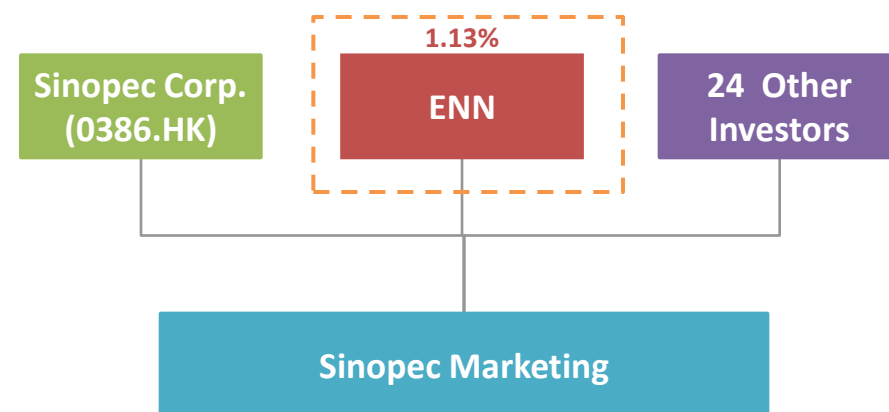 1.13%
Sinopec Corp.
(0386.HK)
ENN
24 Other
Investors
Sinopec Marketing